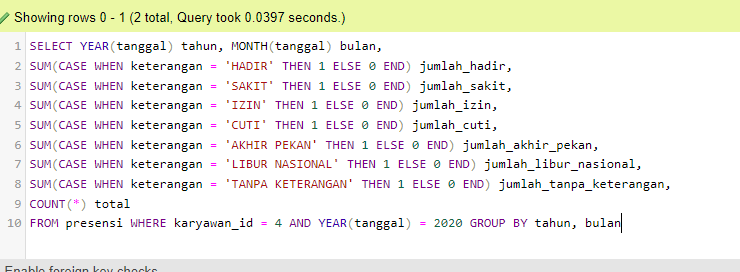 Showing rows 0 - 1 (2 total, Query took 0.0397 seconds.)
1 SELECT YEAR(tanggal) tahun, MONTH(tanggal) bulan,
2 SUM(CASE WHEN keterangan = 'HADIR' THEN 1 ELSE 0 END) jumlah_hadir,
3 SUM(CASE WHEN keterangan = 'SAKIT' THEN 1 ELSE 0 END) jumlah_sakit,
4 SUM(CASE WHEN keterangan = 'IZIN' THEN 1 ELSE 0 END) jumlah_izin,
5 SUM(CASE WHEN keterangan = 'CUTI' THEN 1 ELSE 0 END) jumlah_cuti,
6 SUM(CASE WHEN keterangan = 'AKHIR PEKAN' THEN 1 ELSE 0 END) jumlah_akhir_pekan,
7 SUM(CASE WHEN keterangan = 'LIBUR NASIONAL' THEN 1 ELSE 0 END) jumlah_libur_nasional,
8 SUM(CASE WHEN keterangan = 'TANPA KETERANGAN' THEN 1 ELSE 0 END) jumlah_tanpa_keterangan,
9 COUNT(*) total
10 FROM presensi WHERE karyawan_id = 4 AND YEAR(tanggal) = 2020 GROUP BY tahun, bulan
Enable foreign key checks